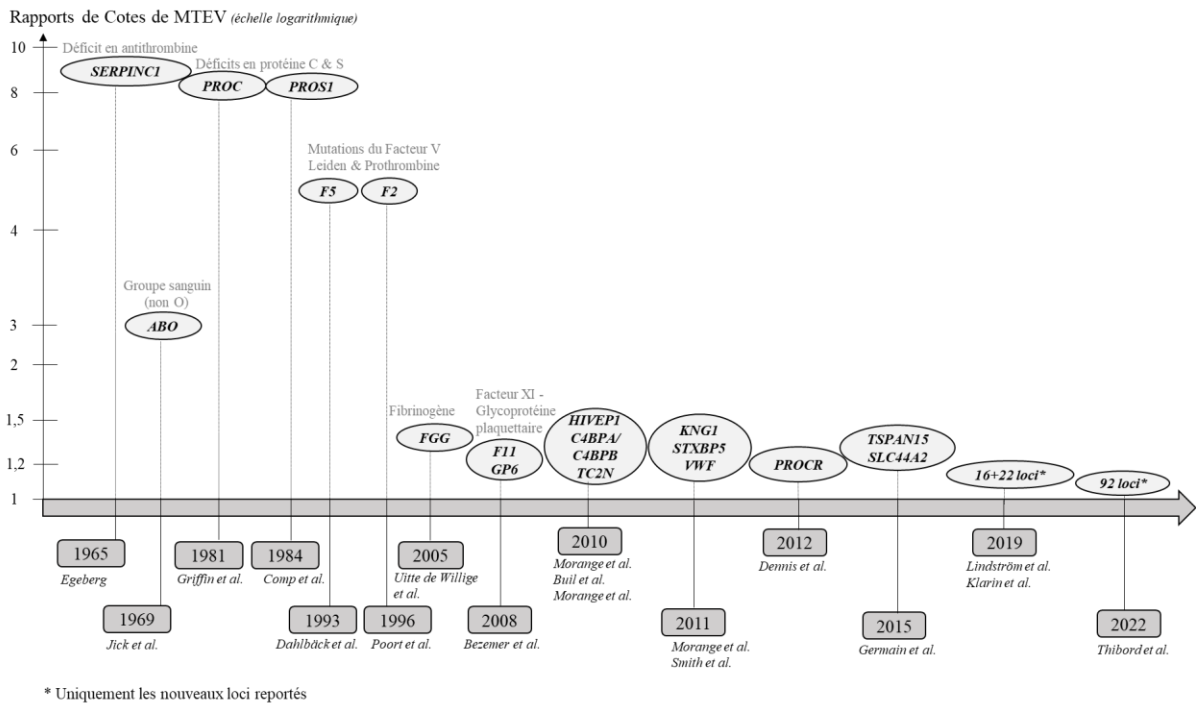 Rapports de Cotes de MTEV (échelle logarithmique)
10
8
6
4
3
2
1,5
1,2
1
Déficit en antithrombine
SERPINC1
Déficits en protéine C & S
PROC
PROS1
Mutations du Facteur V
Leiden & Prothrombine
F5
F2
Groupe sanguin
(non O)
ABO
Fibrinogène
FGG
Facteur XI -
Glycoprotéine
plaquettaire
F11
GP6
HIVEP1
C4BPA/
C4BPB
TC2N
KNG1
STXBP5
VWF
PROCR
TSPAN15
SLC44A2
16+22 loci*
92 loci*
1965
Egeberg
1969
Jick et al.
1981
Griffin et al.
1984
Comp et al.
1993
Dahlbäck et al.
1996
Poort et al.
2005
Uitte de Willige
et al.
2008
Bezemer et al.
2010
Morange et al.
Buil et al.
Morange et al.
2011
Morange et al.
Smith et al.
2012
Dennis et al.
2015
Germain et al.
2019
Lindström et al.
Klarin et al.
2022
Thibord et al.
* Uniquement les nouveaux loci reportés